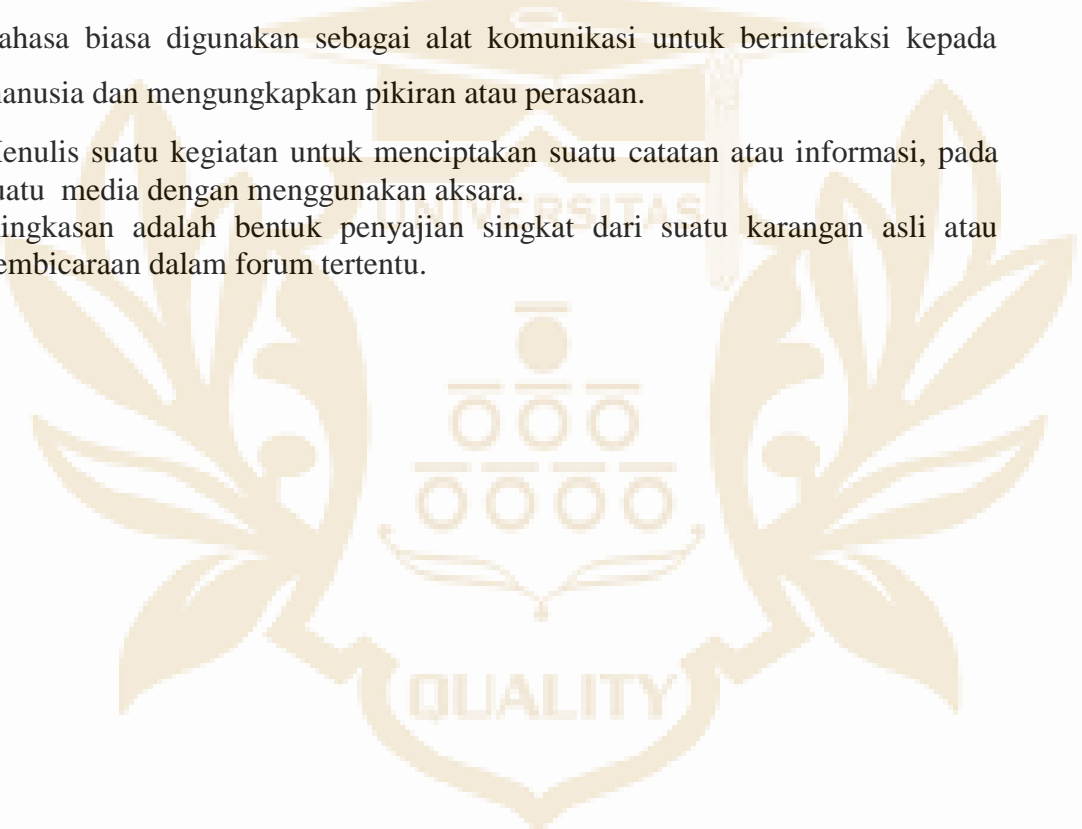 ahasa biasa digunakan sebagai alat komunikasi untuk berinteraksi kepada
anusia dan mengungkapkan pikiran atau perasaan.
enulis suatu kegiatan untuk menciptakan suatu catatan atau informasi, pada
uatu media dengan menggunakan aksara.
UNIVERSITAS
ingkasan adalah bentuk penyajian singkat dari suatu karangan asli atau
embicaraan dalam forum tertentu.
QUALITY